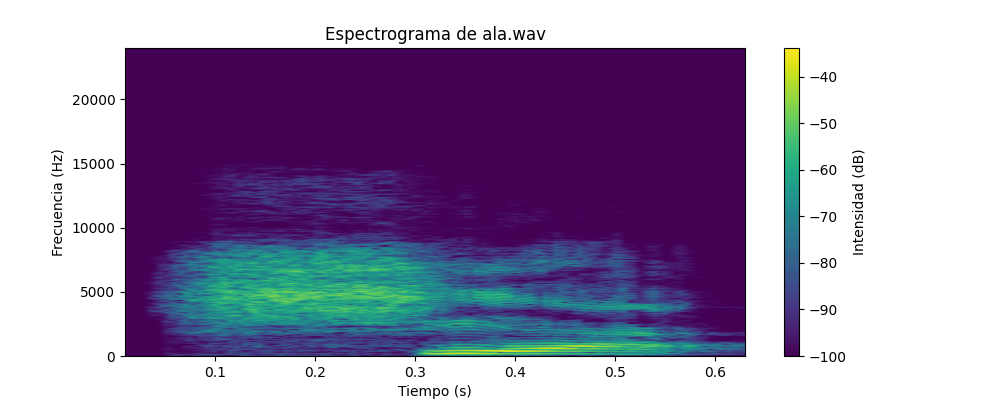 Espectrograma de ala.wav
Frecuencia (Hz)
20000
15000
10000
5000
0
0.1 0.2 0.3 0.4 0.5 0.6
Tiempo (s)
−40
−50
−60
−70
−80
−90
−100
Intensidad (dB)